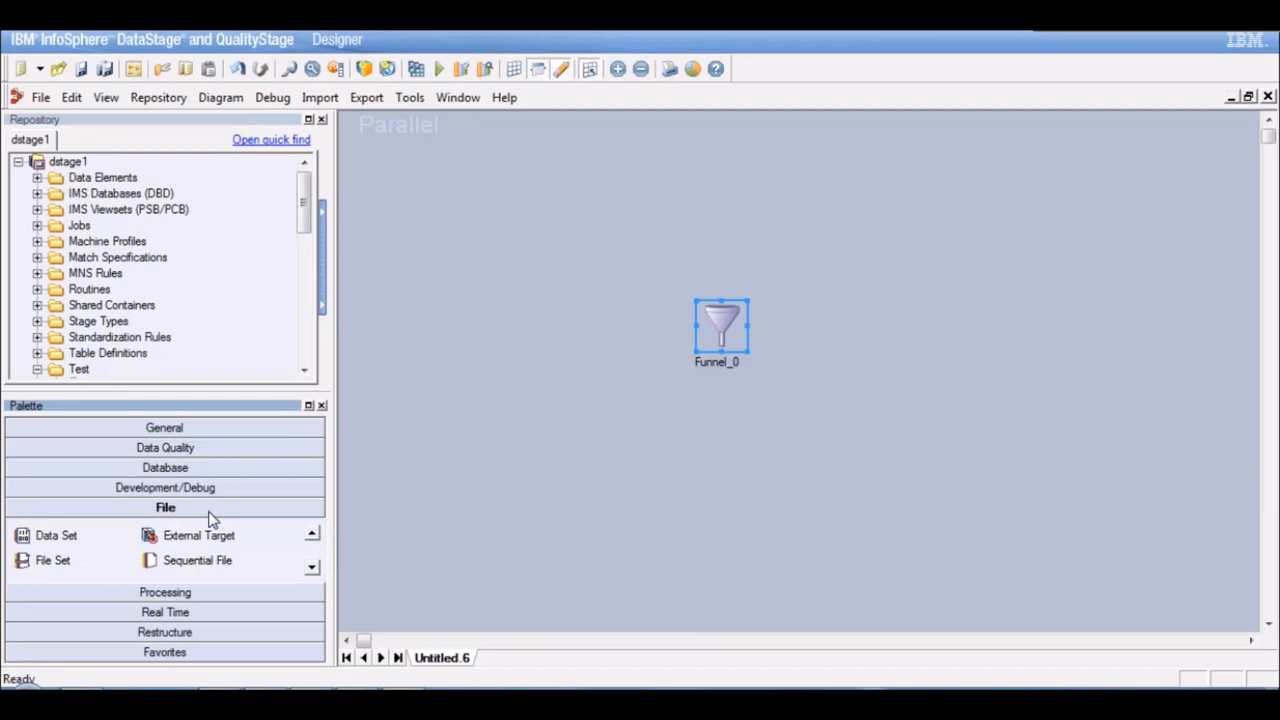 IBM® InfoSphere™ DataStage® and QualityStage Designer
IBM.
File Edit View Repository Diagram Debug Import Export Tools Window Help
Repository
dstage1 Open quick find
dstage1
Data Elements
IMS Databases (DBD)
IMS Viewsets (PSB/PCB)
Jobs
Machine Profiles
Match Specifications
MNS Rules
Routines
Shared Containers
Stage Types
Standardization Rules
Table Definitions
Test
Parallel
Funnel_0
Palette
General
Data Quality
Database
Development/Debug
File
Data Set External Target
File Set Sequential File
Processing
Real Time
Restructure
Favorites
Untitled.6
Ready